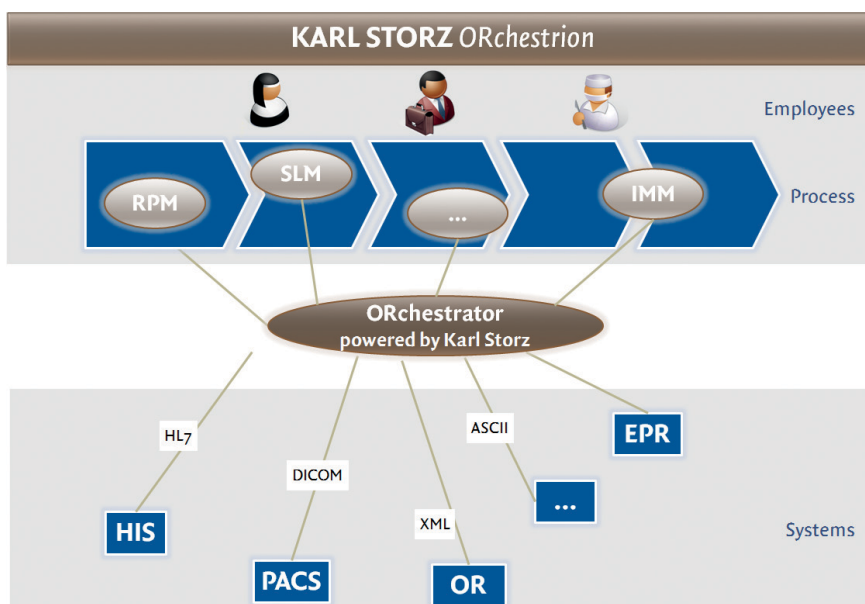 KARL STORZ ORchestrion
Employees
RPM
SLM
...
IMM
Process
ORchestrator
powered by Karl Storz
HL7
DICOM
XML
ASCII
EPR
HIS
PACS
OR
...
Systems